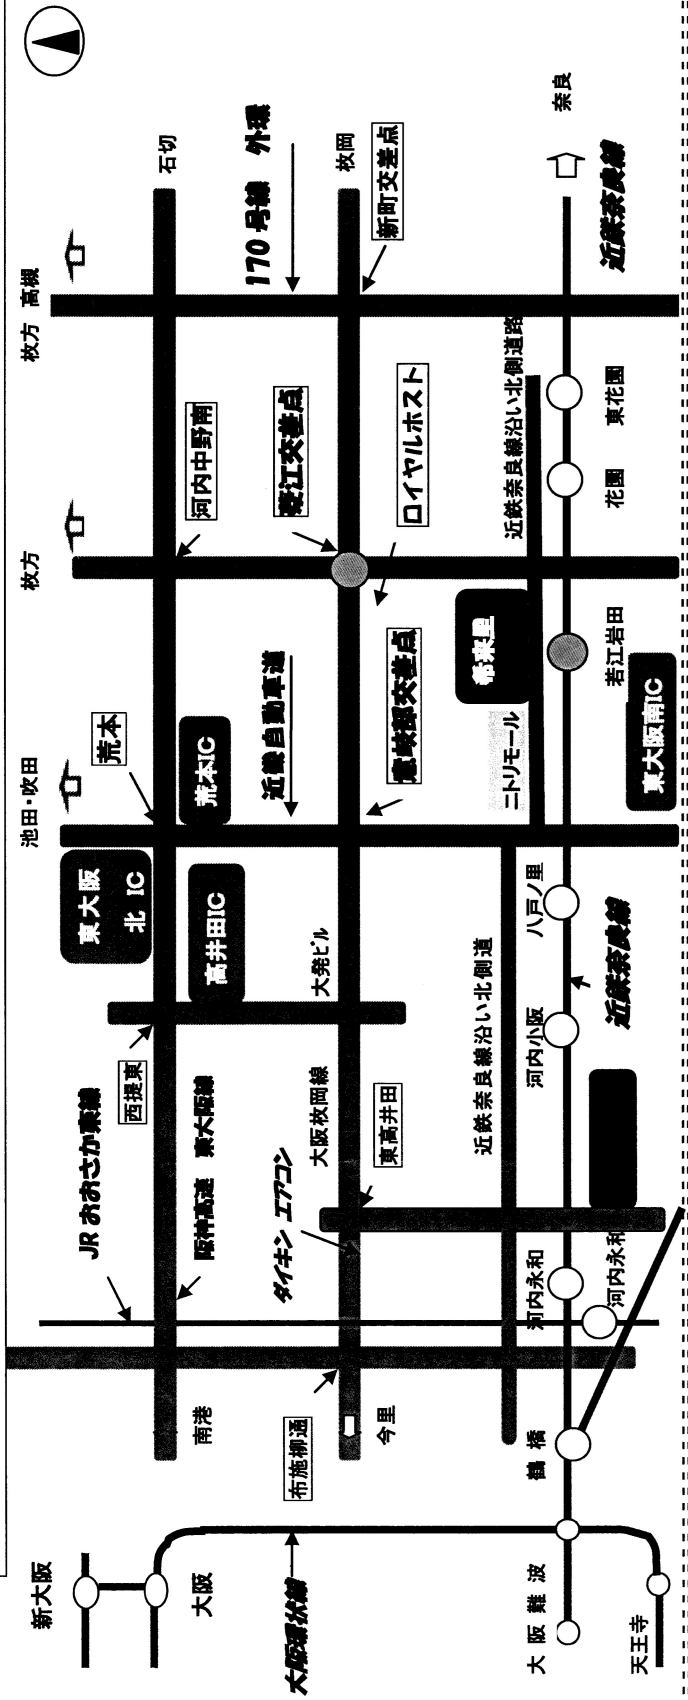 新大阪
大阪
大阪環状線
大阪難波
天王寺
鶴橋
南港
今里
布施柳通
JRおおさか東線
阪神高速　東大阪線
ダイキン エアコン
西提東
大阪枚岡線
東高井田
大発ビル
河内永和
河内永和
近鉄奈良線沿い北側道
河内小阪
八戸ノ里
近鉄奈良線
東大阪
北　IC
高井田IC
池田・吹田
荒本
荒本IC
近畿自動車道
意岐部交差点
ニトリモール
希来里
東大阪南IC
若江岩田
枚方
河内中野南
菱江交差点
ロイヤルホスト
近鉄奈良線沿い北側道路
花園
東花園
枚方　高槻
石切
170号線　外環
枚岡
新町交差点
奈良
近鉄奈良線